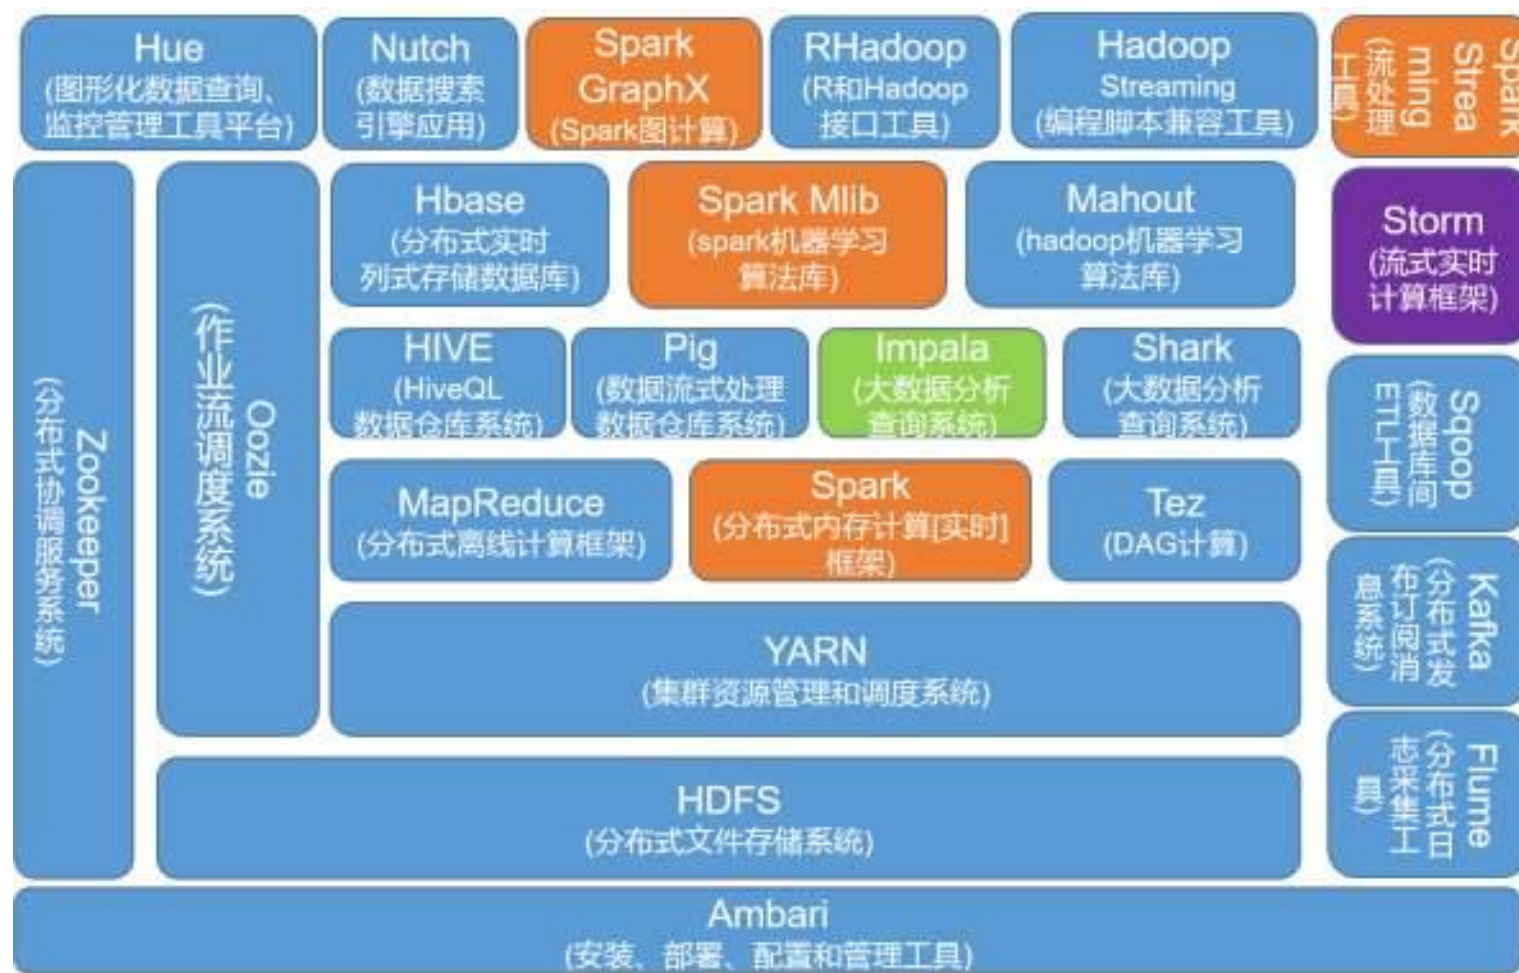 Hue
(图形化数据查询、
监控管理工具平台)
Nutch
(数据搜索
引擎应用)
Spark
GraphX
(Spark图计算)
RHadoop
(R和Hadoop
接口工具)
Hadoop
Streaming
(编程脚本兼容工具)
Spark
Strea
ming
(流处理
工具)
Zookeeper
(分布式协调服务系统)
Oozie
(作业流调度系统)
Hbase
(分布式实时
列式存储数据库)
Spark Mlib
(spark机器学习
算法库)
Mahout
(hadoop机器学习
算法库)
Storm
(流式实时
计算框架)
HIVE
(HiveQL
数据仓库系统)
Pig
(数据流式处理
数据仓库系统)
Impala
(大数据分析
查询系统)
Shark
(大数据分析
查询系统)
Sqoop
(数据库间
ETL工具)
MapReduce
(分布式离线计算框架)
Spark
(分布式内存计算[实时]
框架)
Tez
(DAG计算)
Kafka
(分布式发
布订阅消
息系统)
YARN
(集群资源管理和调度系统)
Flume
(分布式日
志采集工
具)
HDFS
(分布式文件存储系统)
Ambari
(安装、部署、配置和管理工具)